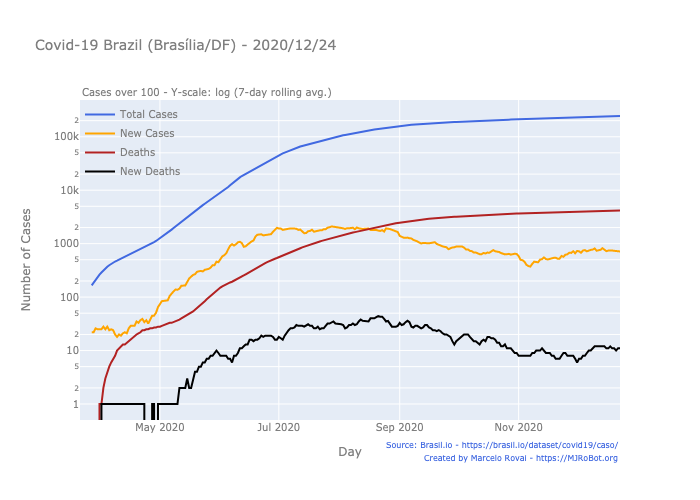 Covid-19 Brazil (Brasília/DF) - 2020/12/24
Cases over 100 - Y-scale: log (7-day rolling avg.)
Total Cases
New Cases
Deaths
New Deaths
2
100k
5
2
10k
5
2
1000
5
2
100
5
2
10
5
2
1
Number of Cases
May 2020
Jul 2020
Sep 2020
Nov 2020
Day
Source: Brasil.io - https://brasil.io/dataset/covid19/caso/
Created by Marcelo Rovai - https://MJRoBot.org